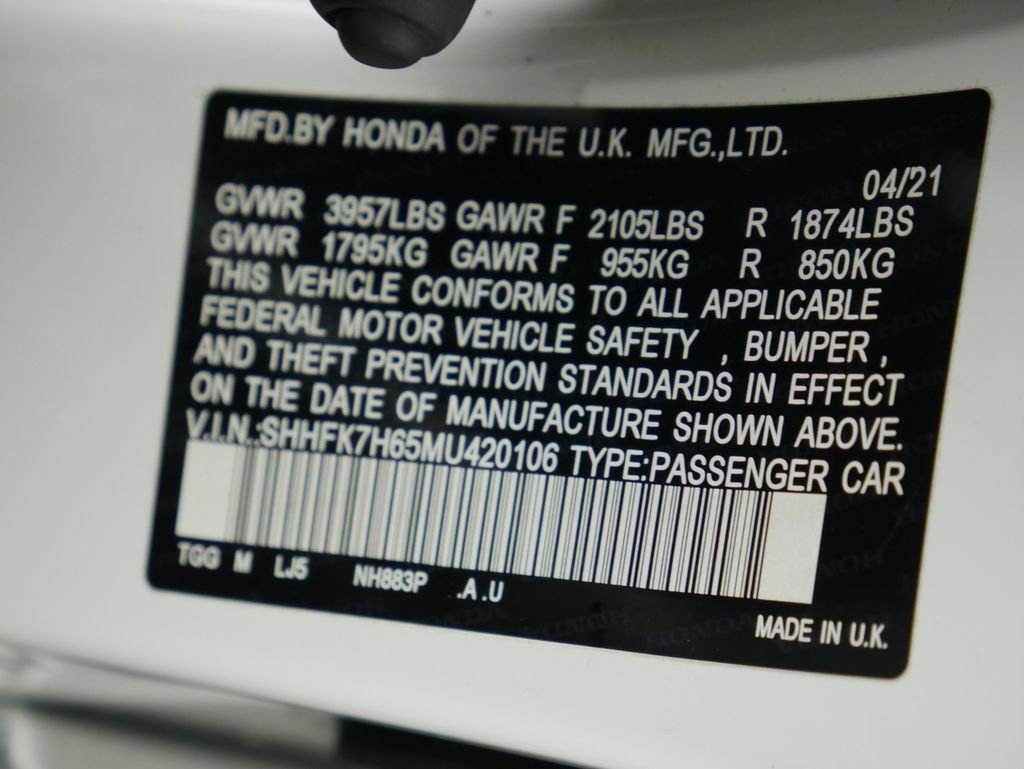 MFD.BY HONDA OF THE U.K. MFG.,LTD.
04/21
GVWR 3957LBS GAWR F 2105LBS R 1874LBS
GVWR 1795KG GAWR F 955KG R 850KG
THIS VEHICLE CONFORMS TO ALL APPLICABLE
FEDERAL MOTOR VEHICLE SAFETY , BUMPER ,
AND THEFT PREVENTION STANDARDS IN EFFECT
ON THE DATE OF MANUFACTURE SHOWN ABOVE.
V.I.N.:SHHFK7H65MU420106 TYPE:PASSENGER CAR
TGG M LJ5 NH883P .A.U
MADE IN U.K.